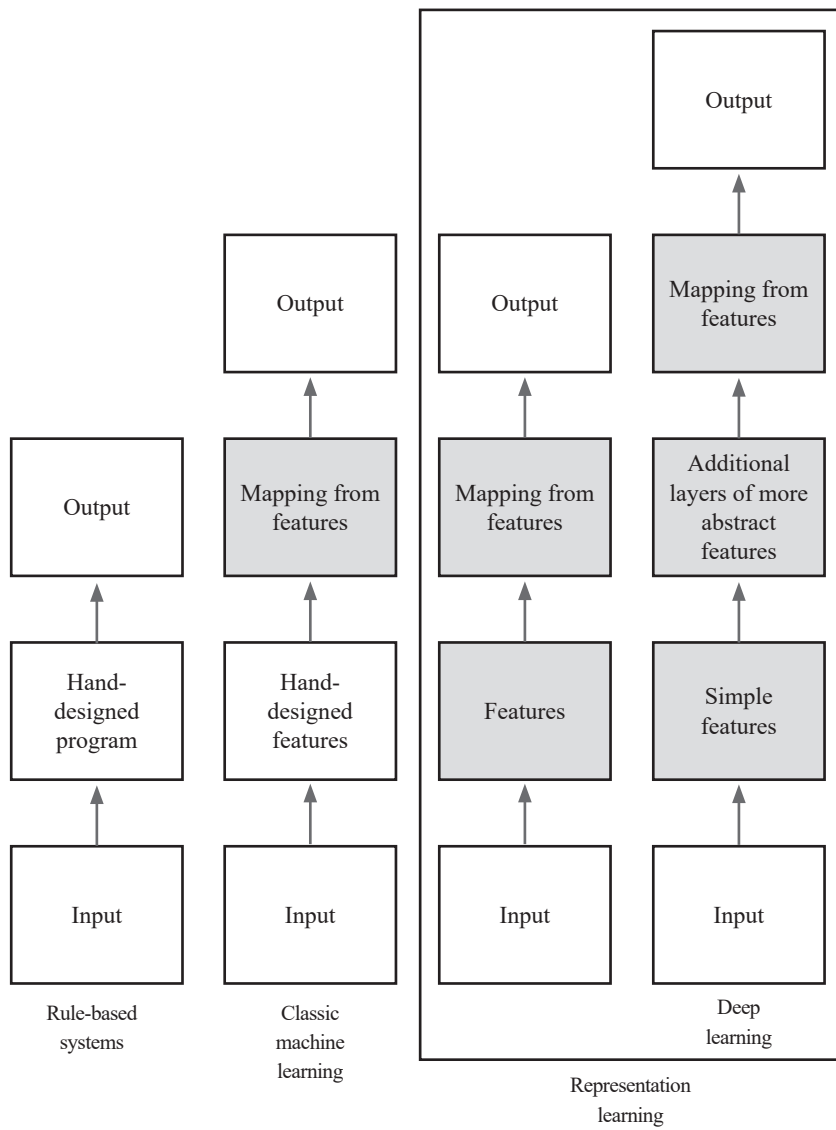 Output
Output
Output
Mapping from
features
Output
Mapping from
features
Mapping from
features
Additional
layers of more
abstract
features
Hand-
designed
program
Hand-
designed
features
Features
Simple
features
Input
Input
Input
Input
Rule-based
systems
Classic
machine
learning
Deep
learning
Representation
learning